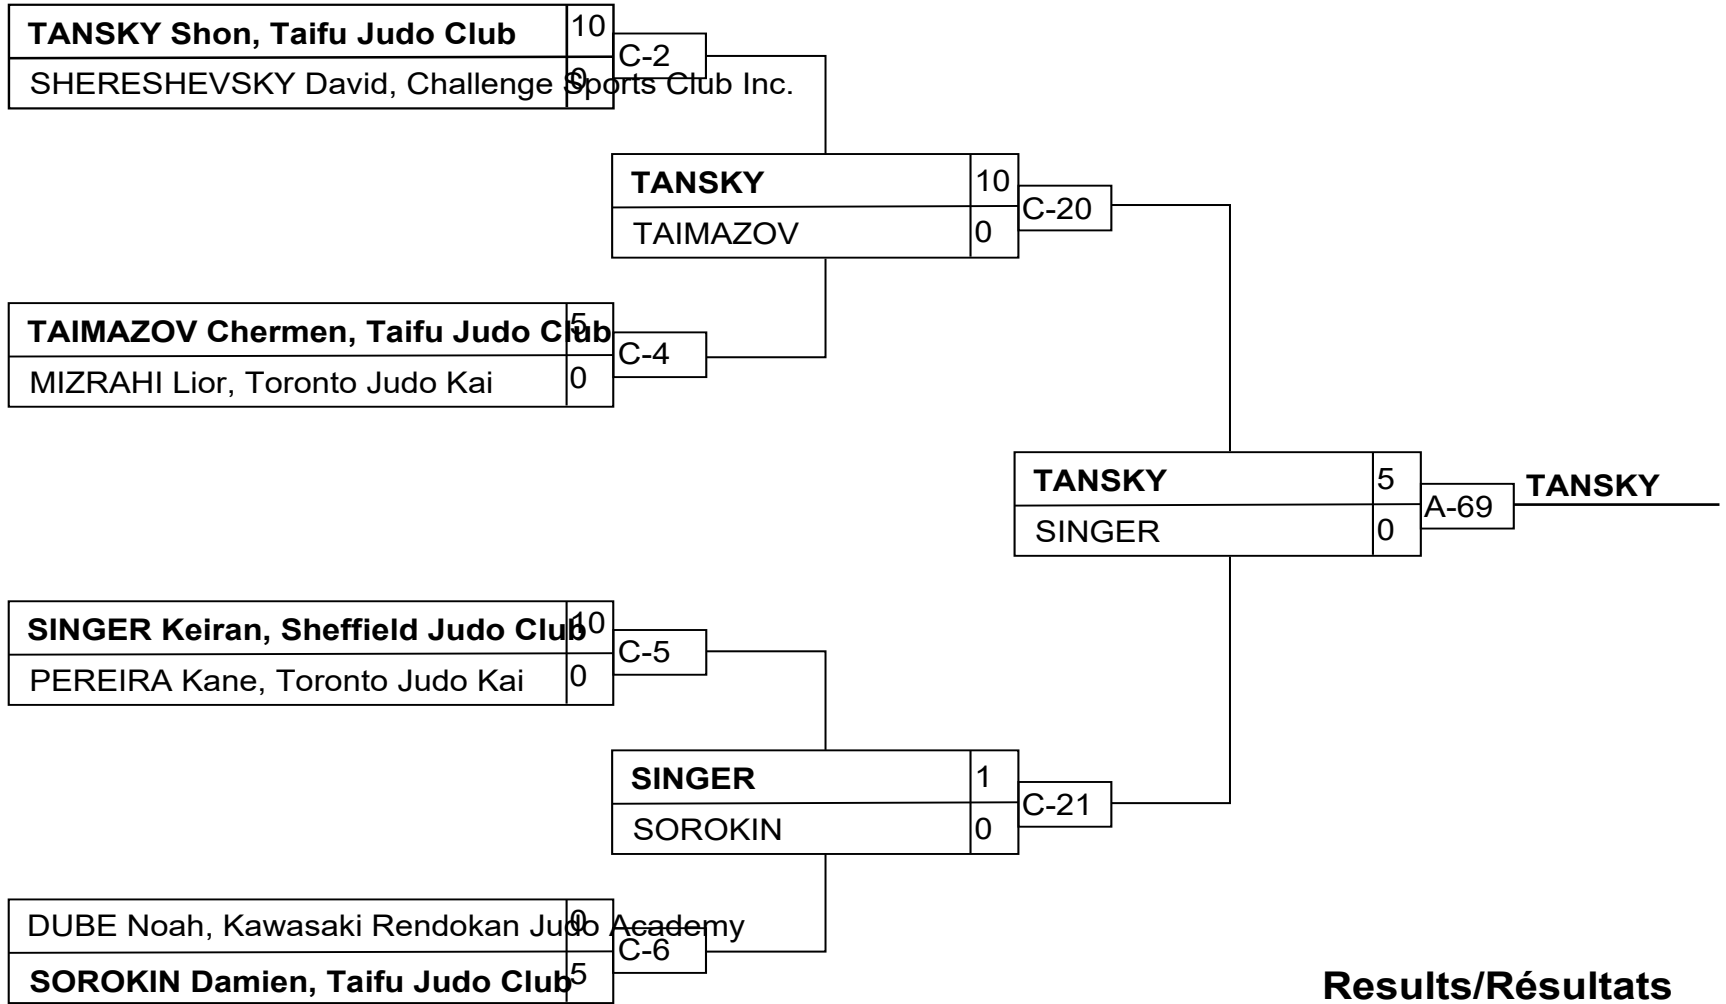 TANSKY Shon, Taifu Judo Club 10
SHERESHEVSKY David, Challenge Sports Club Inc. 0
C-2
TANSKY 10
TAIMAZOV 0
C-20
TAIMAZOV Chermen, Taifu Judo Club 5
MIZRAHI Lior, Toronto Judo Kai 0
C-4
TANSKY 5
SINGER 0
A-69
TANSKY
SINGER Keiran, Sheffield Judo Club 10
PEREIRA Kane, Toronto Judo Kai 0
C-5
SINGER 1
SOROKIN 0
C-21
DUBE Noah, Kawasaki Rendokan Judo Academy 0
SOROKIN Damien, Taifu Judo Club 5
C-6
Results/Résultats